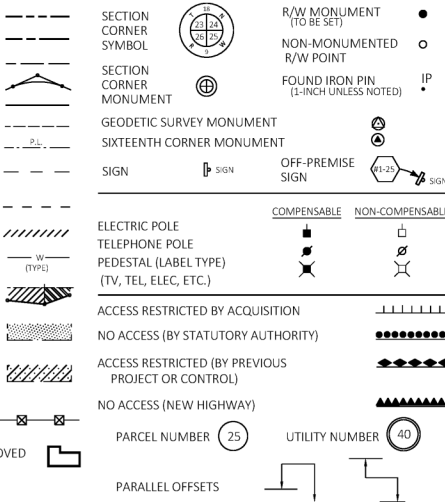 SECTION
CORNER
SYMBOL
18
T N
23 24
26 25
R W
9
R/W MONUMENT
(TO BE SET)
NON-MONUMENTED
R/W POINT
SECTION
CORNER
MONUMENT
FOUND IRON PIN
(1-INCH UNLESS NOTED)
IP
GEODETIC SURVEY MONUMENT
P.L.
SIXTEENTH CORNER MONUMENT
SIGN
SIGN
OFF-PREMISE
SIGN
#1-25
SIGN
COMPENSABLE
NON-COMPENSABLE
ELECTRIC POLE
TELEPHONE POLE
W
(TYPE)
PEDESTAL (LABEL TYPE)
(TV, TEL, ELEC, ETC.)
ACCESS RESTRICTED BY ACQUISITION
NO ACCESS (BY STATUTORY AUTHORITY)
ACCESS RESTRICTED (BY PREVIOUS
PROJECT OR CONTROL)
NO ACCESS (NEW HIGHWAY)
PARCEL NUMBER 25
UTILITY NUMBER 40
OVED
PARALLEL OFFSETS